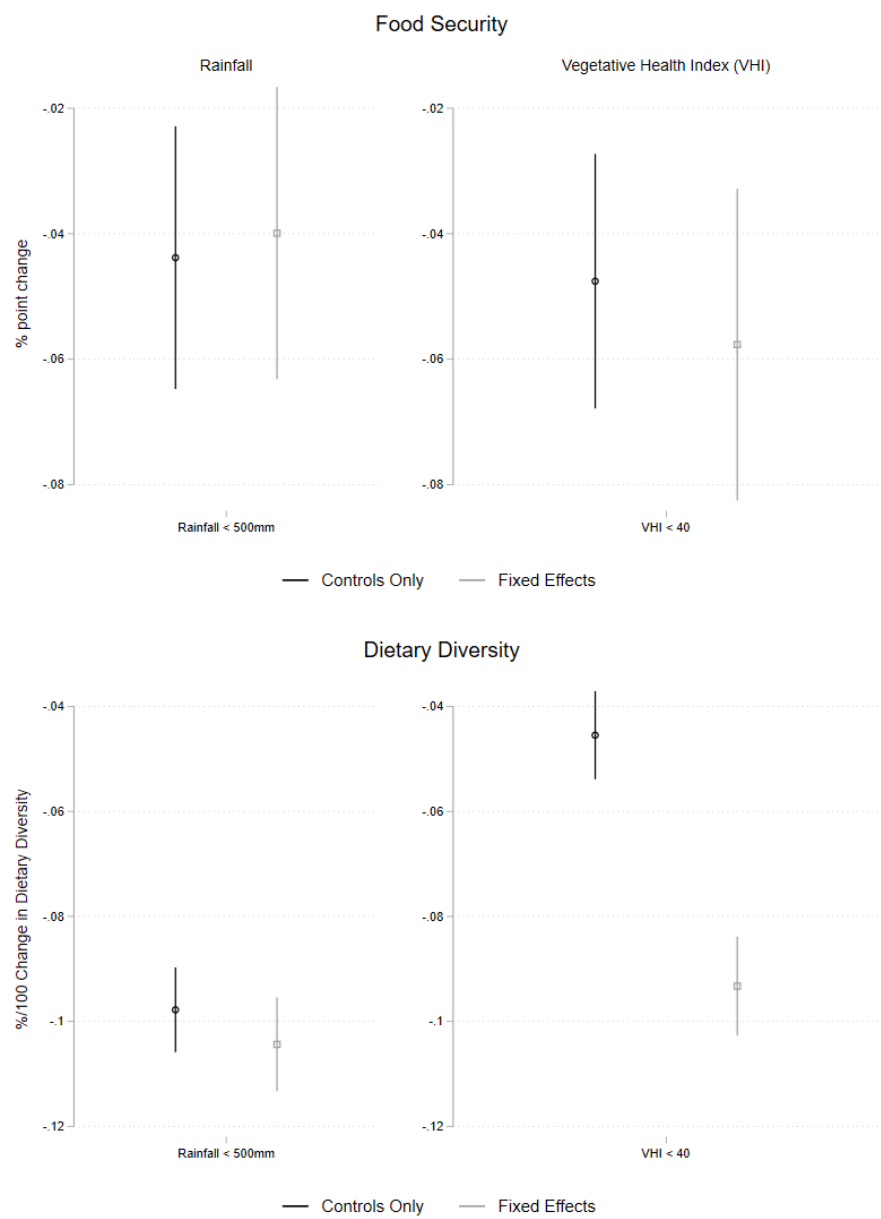 Food Security
Rainfall
Vegetative Health Index (VHI)
% point change
-.02
-.04
-.06
-.08
-.02
-.04
-.06
-.08
Rainfall < 500mm
VHI < 40
Controls Only
Fixed Effects
Dietary Diversity
%/100 Change in Dietary Diversity
-.04
-.06
-.08
-.1
-.12
-.04
-.06
-.08
-.1
-.12
Rainfall < 500mm
VHI < 40
Controls Only
Fixed Effects